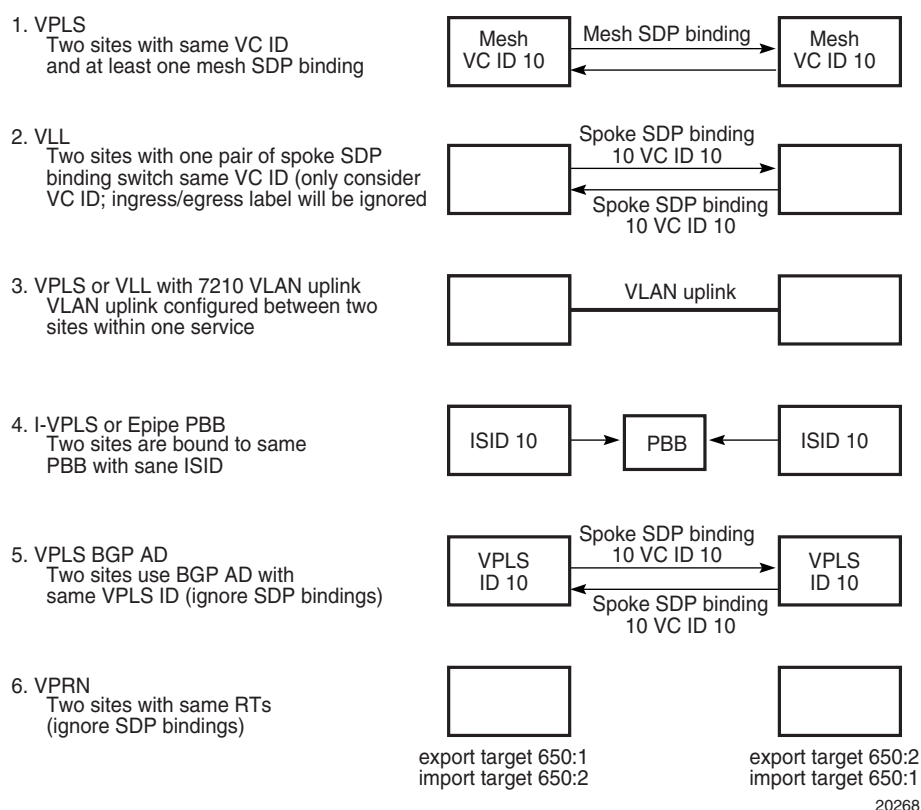 1. VPLS
Two sites with same VC ID
and at least one mesh SDP binding
Mesh
VC ID 10
Mesh SDP binding
Mesh
VC ID 10
2. VLL
Two sites with one pair of spoke SDP
binding switch same VC ID (only consider
VC ID; ingress/egress label will be ignored
Spoke SDP binding
10 VC ID 10
Spoke SDP binding
10 VC ID 10
3. VPLS or VLL with 7210 VLAN uplink
VLAN uplink configured between two
sites within one service
VLAN uplink
4. I-VPLS or Epipe PBB
Two sites are bound to same
PBB with sane ISID
ISID 10
PBB
ISID 10
5. VPLS BGP AD
Two sites use BGP AD with
same VPLS ID (ignore SDP bindings)
VPLS
ID 10
Spoke SDP binding
10 VC ID 10
Spoke SDP binding
10 VC ID 10
VPLS
ID 10
6. VPRN
Two sites with same RTs
(ignore SDP bindings)
export target 650:1
import target 650:2
export target 650:2
import target 650:1
20268